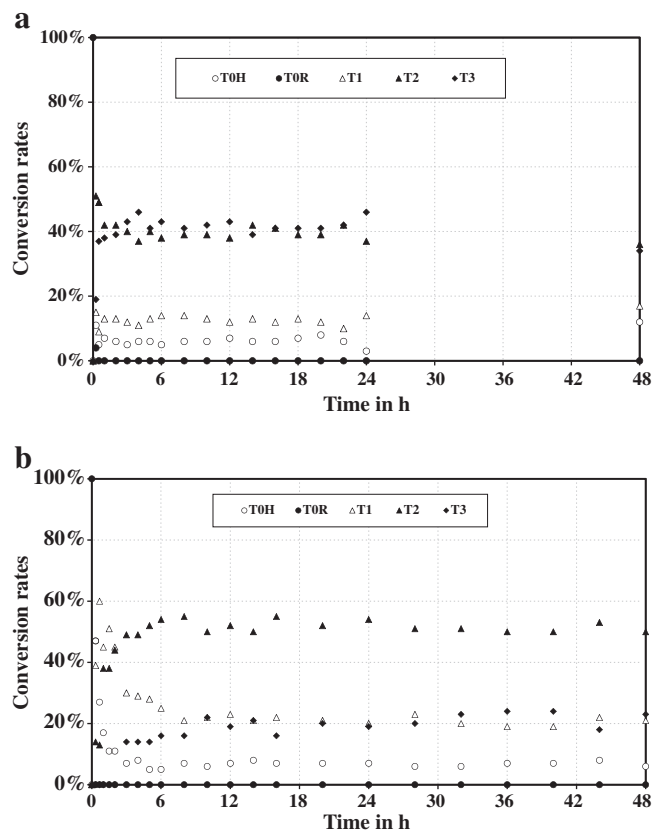 a
100%
80%
60%
40%
20%
0%
Conversion rates
T0H T0R T1 T2 T3
0 6 12 18 24 30 36 42 48
Time in h
b
100%
80%
60%
40%
20%
0%
Conversion rates
T0H T0R T1 T2 T3
0 6 12 18 24 30 36 42 48
Time in h